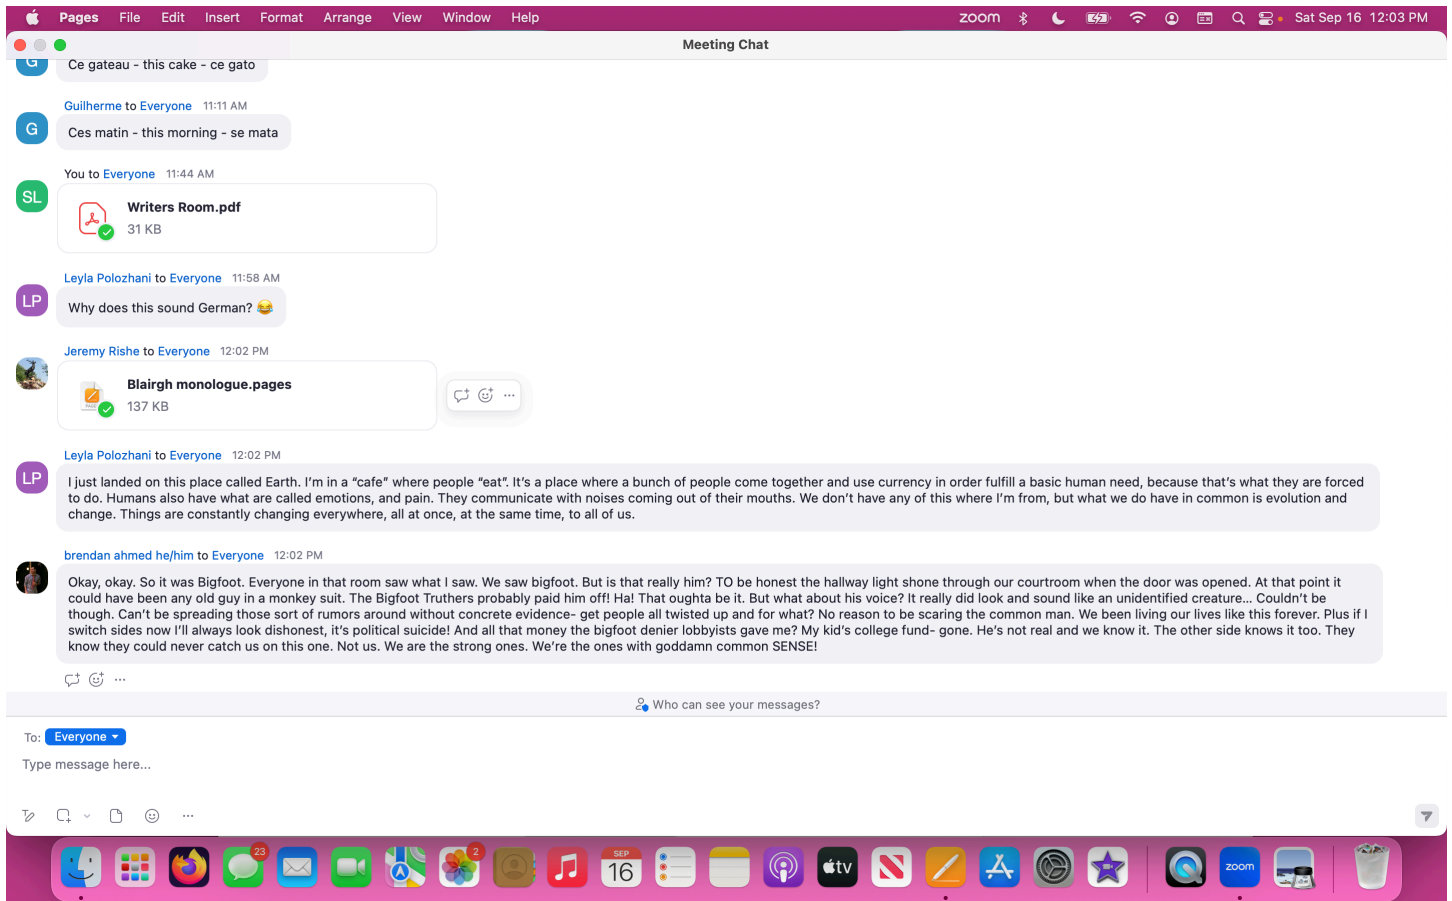 Pages File Edit Insert Format Arrange View Window Help zoom Sat Sep 16 12:03 PM
Meeting Chat
G
Ce gateau - this cake - ce gato
Guilherme to Everyone 11:11 AM
G
Ces matin - this morning - se mata
You to Everyone 11:44 AM
SL
Writers Room.pdf
31 KB
Leyla Polozhani to Everyone 11:58 AM
LP
Why does this sound German? 😂
Jeremy Rishe to Everyone 12:02 PM
Blairgh monologue.pages
PAGES
137 KB
Leyla Polozhani to Everyone 12:02 PM
LP
I just landed on this place called Earth. I'm in a “cafe” where people “eat”. It's a place where a bunch of people come together and use currency in order fulfill a basic human need, because that's what they are forced
to do. Humans also have what are called emotions, and pain. They communicate with noises coming out of their mouths. We don't have any of this where I'm from, but what we do have in common is evolution and
change. Things are constantly changing everywhere, all at once, at the same time, to all of us.
brendan ahmed he/him to Everyone 12:02 PM
Okay, okay. So it was Bigfoot. Everyone in that room saw what I saw. We saw bigfoot. But is that really him? TO be honest the hallway light shone through our courtroom when the door was opened. At that point it
could have been any old guy in a monkey suit. The Bigfoot Truthers probably paid him off! Ha! That oughta be it. But what about his voice? It really did look and sound like an unidentified creature... Couldn't be
though. Can't be spreading those sort of rumors around without concrete evidence- get people all twisted up and for what? No reason to be scaring the common man. We been living our lives like this forever. Plus if I
switch sides now I'll always look dishonest, it's political suicide! And all that money the bigfoot denier lobbyists gave me? My kid's college fund- gone. He's not real and we know it. The other side knows it too. They
know they could never catch us on this one. Not us. We are the strong ones. We're the ones with goddamn common SENSE!
Who can see your messages?
To: Everyone
Type message here...
23
2
SEP
16
tv
zoom